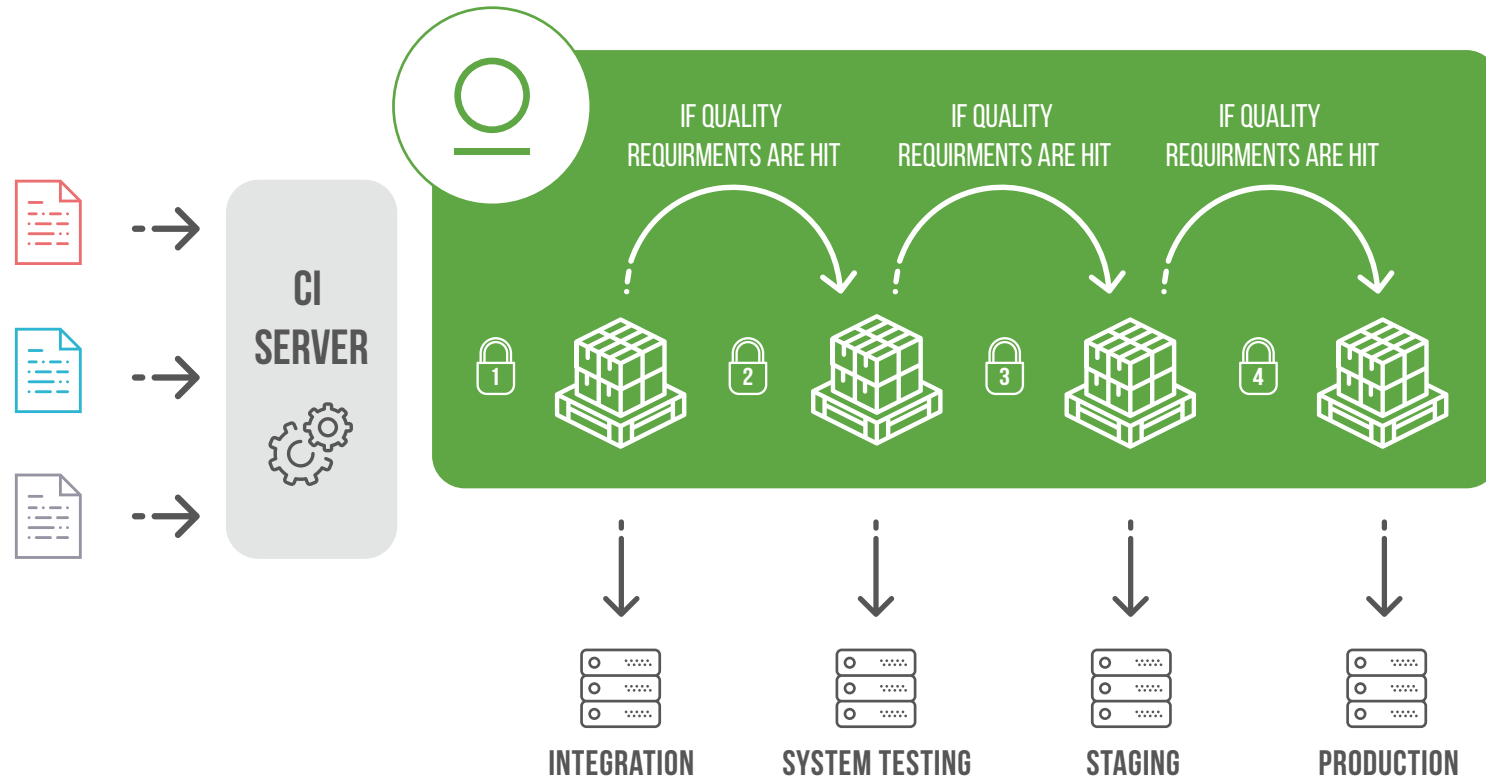 IF QUALITY
REQUIRMENTS ARE HIT
IF QUALITY
REQUIRMENTS ARE HIT
IF QUALITY
REQUIRMENTS ARE HIT
CI
SERVER
1
2
3
4
INTEGRATION
SYSTEM TESTING
STAGING
PRODUCTION